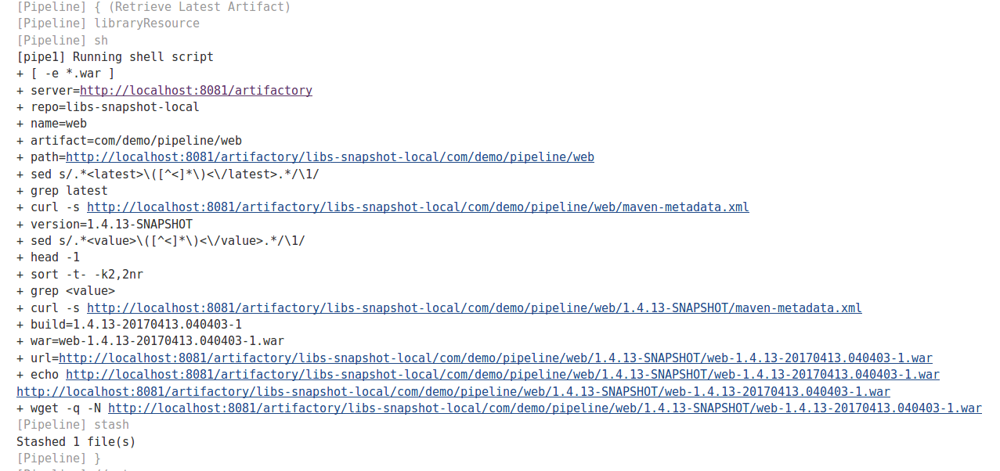 [Pipeline] { (Retrieve Latest Artifact)
[Pipeline] libraryResource
[Pipeline] sh
[pipe1] Running shell script
+ [ -e *.war ]
+ server=http://localhost:8081/artifactory
+ repo=libs-snapshot-local
+ name=web
+ artifact=com/demo/pipeline/web
+ path=http://localhost:8081/artifactory/libs-snapshot-local/com/demo/pipeline/web
+ sed s/.*<latest>\([^<]*\)<\/latest>.*/\1/
+ grep latest
+ curl -s http://localhost:8081/artifactory/libs-snapshot-local/com/demo/pipeline/web/maven-metadata.xml
+ version=1.4.13-SNAPSHOT
+ sed s/.*<value>\([^<]*\)<\/value>.*/\1/
+ head -1
+ sort -t- -k2,2nr
+ grep <value>
+ curl -s http://localhost:8081/artifactory/libs-snapshot-local/com/demo/pipeline/web/1.4.13-SNAPSHOT/maven-metadata.xml
+ build=1.4.13-20170413.040403-1
+ war=web-1.4.13-20170413.040403-1.war
+ url=http://localhost:8081/artifactory/libs-snapshot-local/com/demo/pipeline/web/1.4.13-SNAPSHOT/web-1.4.13-20170413.040403-1.war
+ echo http://localhost:8081/artifactory/libs-snapshot-local/com/demo/pipeline/web/1.4.13-SNAPSHOT/web-1.4.13-20170413.040403-1.war
http://localhost:8081/artifactory/libs-snapshot-local/com/demo/pipeline/web/1.4.13-SNAPSHOT/web-1.4.13-20170413.040403-1.war
+ wget -q -N http://localhost:8081/artifactory/libs-snapshot-local/com/demo/pipeline/web/1.4.13-SNAPSHOT/web-1.4.13-20170413.040403-1.war
[Pipeline] stash
Stashed 1 file(s)
[Pipeline] }